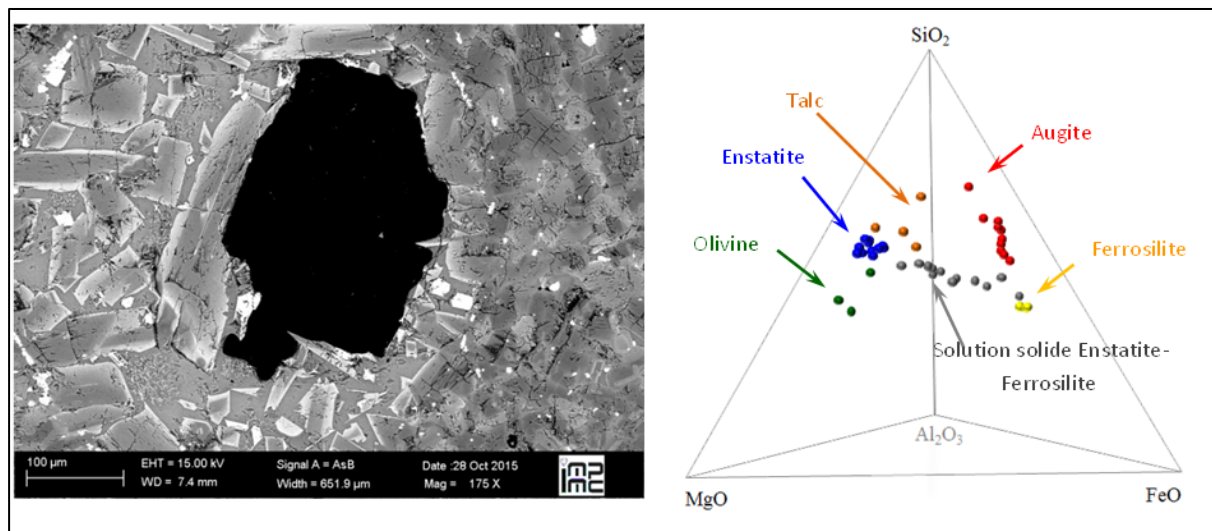 100 µm
EHT = 15.00 kV
WD = 7.4 mm
Signal A = AsB
Width = 651.9 µm
Date :28 Oct 2015
Mag = 175 X
SiO₂
Talc
Augite
Enstatite
Olivine
Ferrosilite
Solution solide Enstatite-
Ferrosilite
Al₂O₃
MgO
FeO